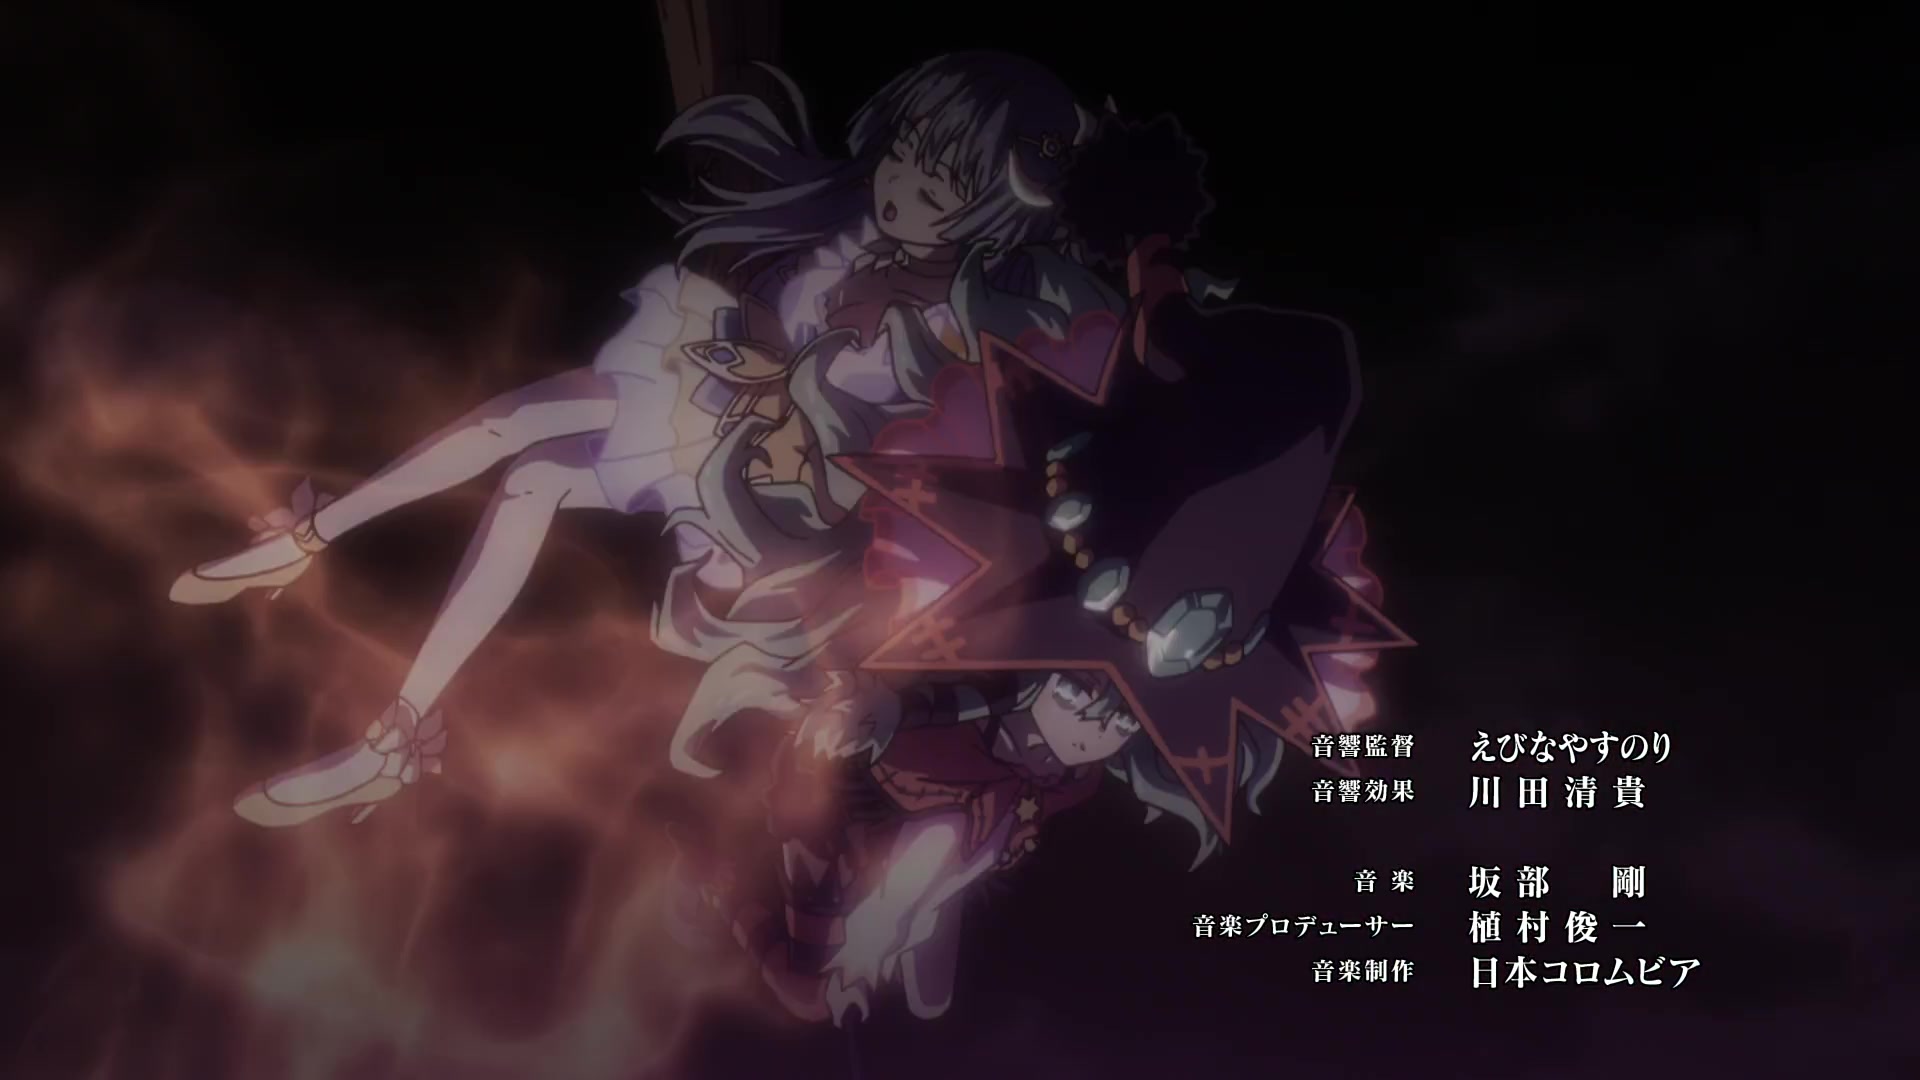 音響監督 えびなやすのり
音響効果 川田清貴
音楽 坂部 剛
音楽プロデューサー 植村俊一
音楽制作 日本コロムビア